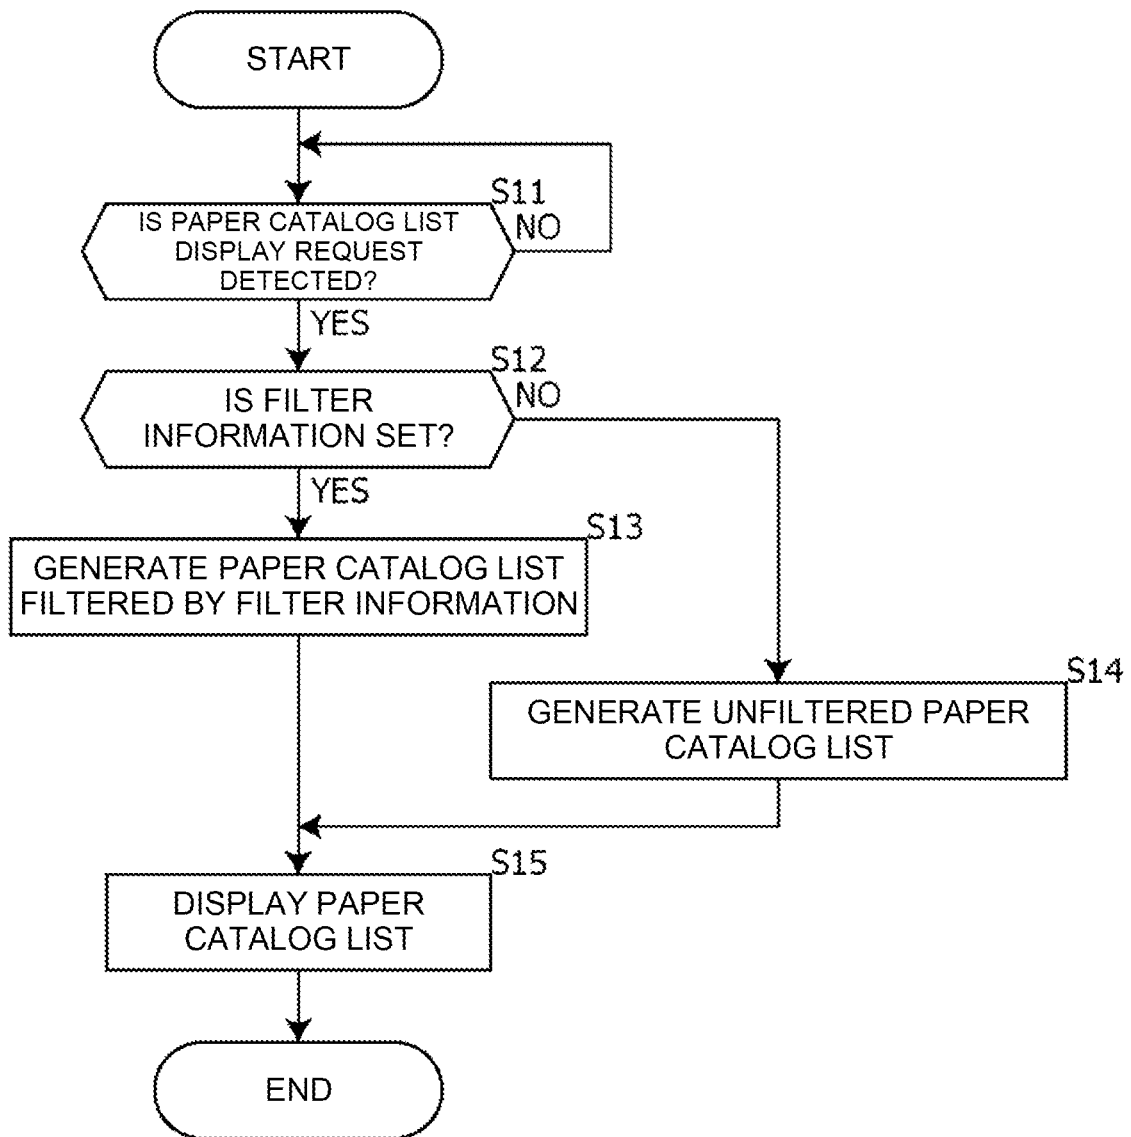 START
S11
IS PAPER CATALOG LIST
DISPLAY REQUEST
DETECTED?
NO
YES
S12
IS FILTER
INFORMATION SET?
NO
YES
S13
GENERATE PAPER CATALOG LIST
FILTERED BY FILTER INFORMATION
S14
GENERATE UNFILTERED PAPER
CATALOG LIST
S15
DISPLAY PAPER
CATALOG LIST
END